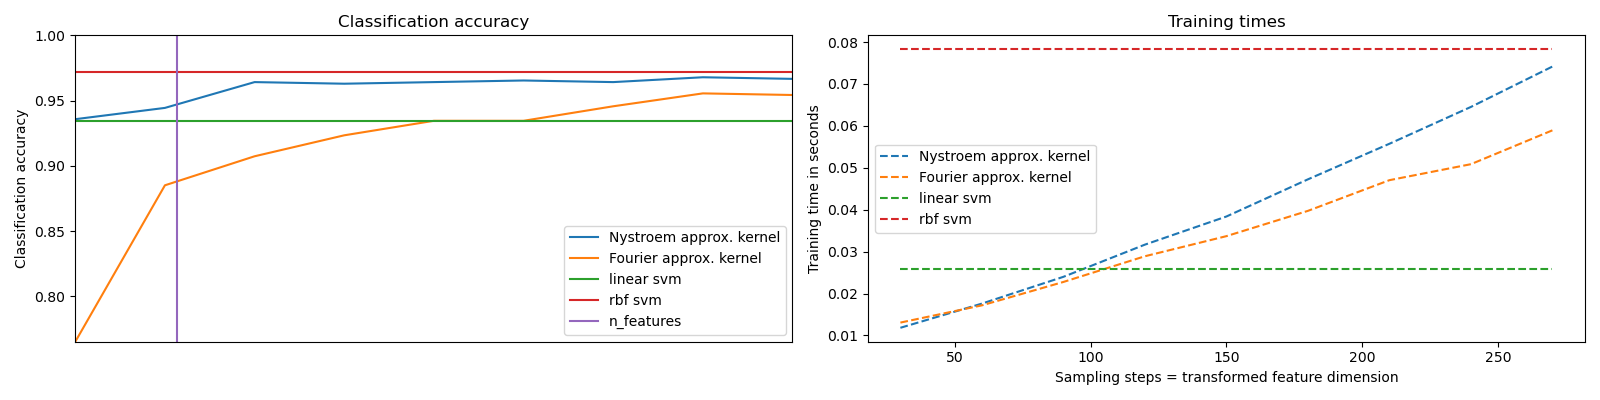 Classification accuracy
Classification accuracy
1.00
0.95
0.90
0.85
0.80
Nystroem approx. kernel
Fourier approx. kernel
linear svm
rbf svm
n_features
Training times
Training time in seconds
0.08
0.07
0.06
0.05
0.04
0.03
0.02
0.01
Nystroem approx. kernel
Fourier approx. kernel
linear svm
rbf svm
50 100 150 200 250
Sampling steps = transformed feature dimension